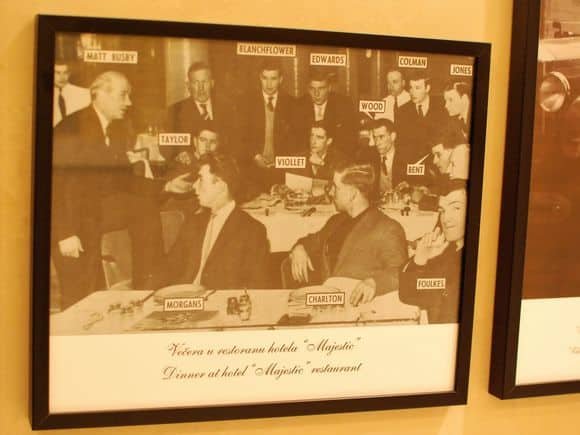 MATT BUSBY
BLANCHFLOWER
EDWARDS
COLMAN
JONES
WOOD
TAYLOR
VIOLLET
BENT
FOULKES
MORGANS
CHARLTON
Večera u restoranu hotela "Majestic"
Dinner at hotel "Majestic" restaurant